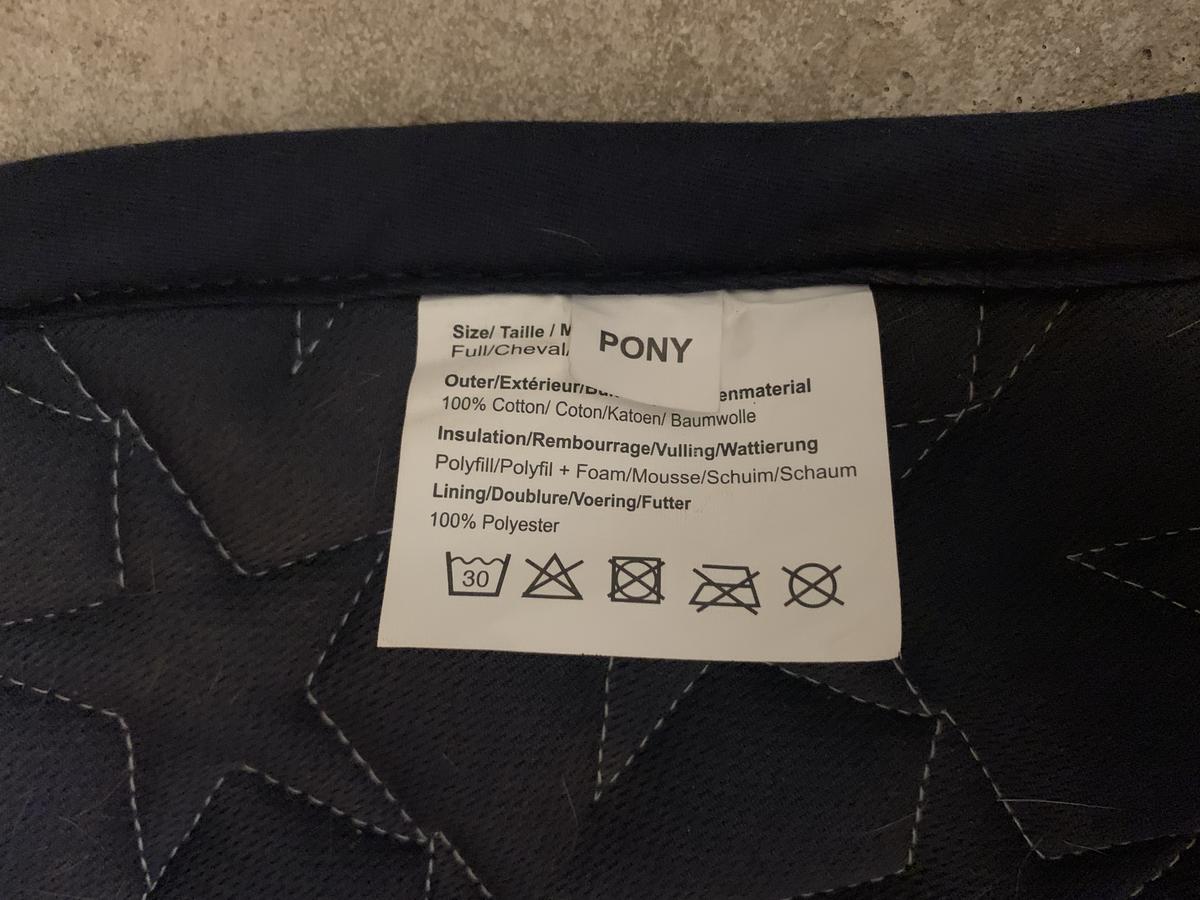 Size/ Taille /
Full/Cheval/
PONY
Outer/Extérieur/
enmaterial
100% Cotton/ Coton/Katoen/ Baumwolle
Insulation/Rembourrage/Vulling/Wattierung
Polyfill/Polyfil + Foam/Mousse/Schuim/Schaum
Lining/Doublure/Voering/Futter
100% Polyester
30